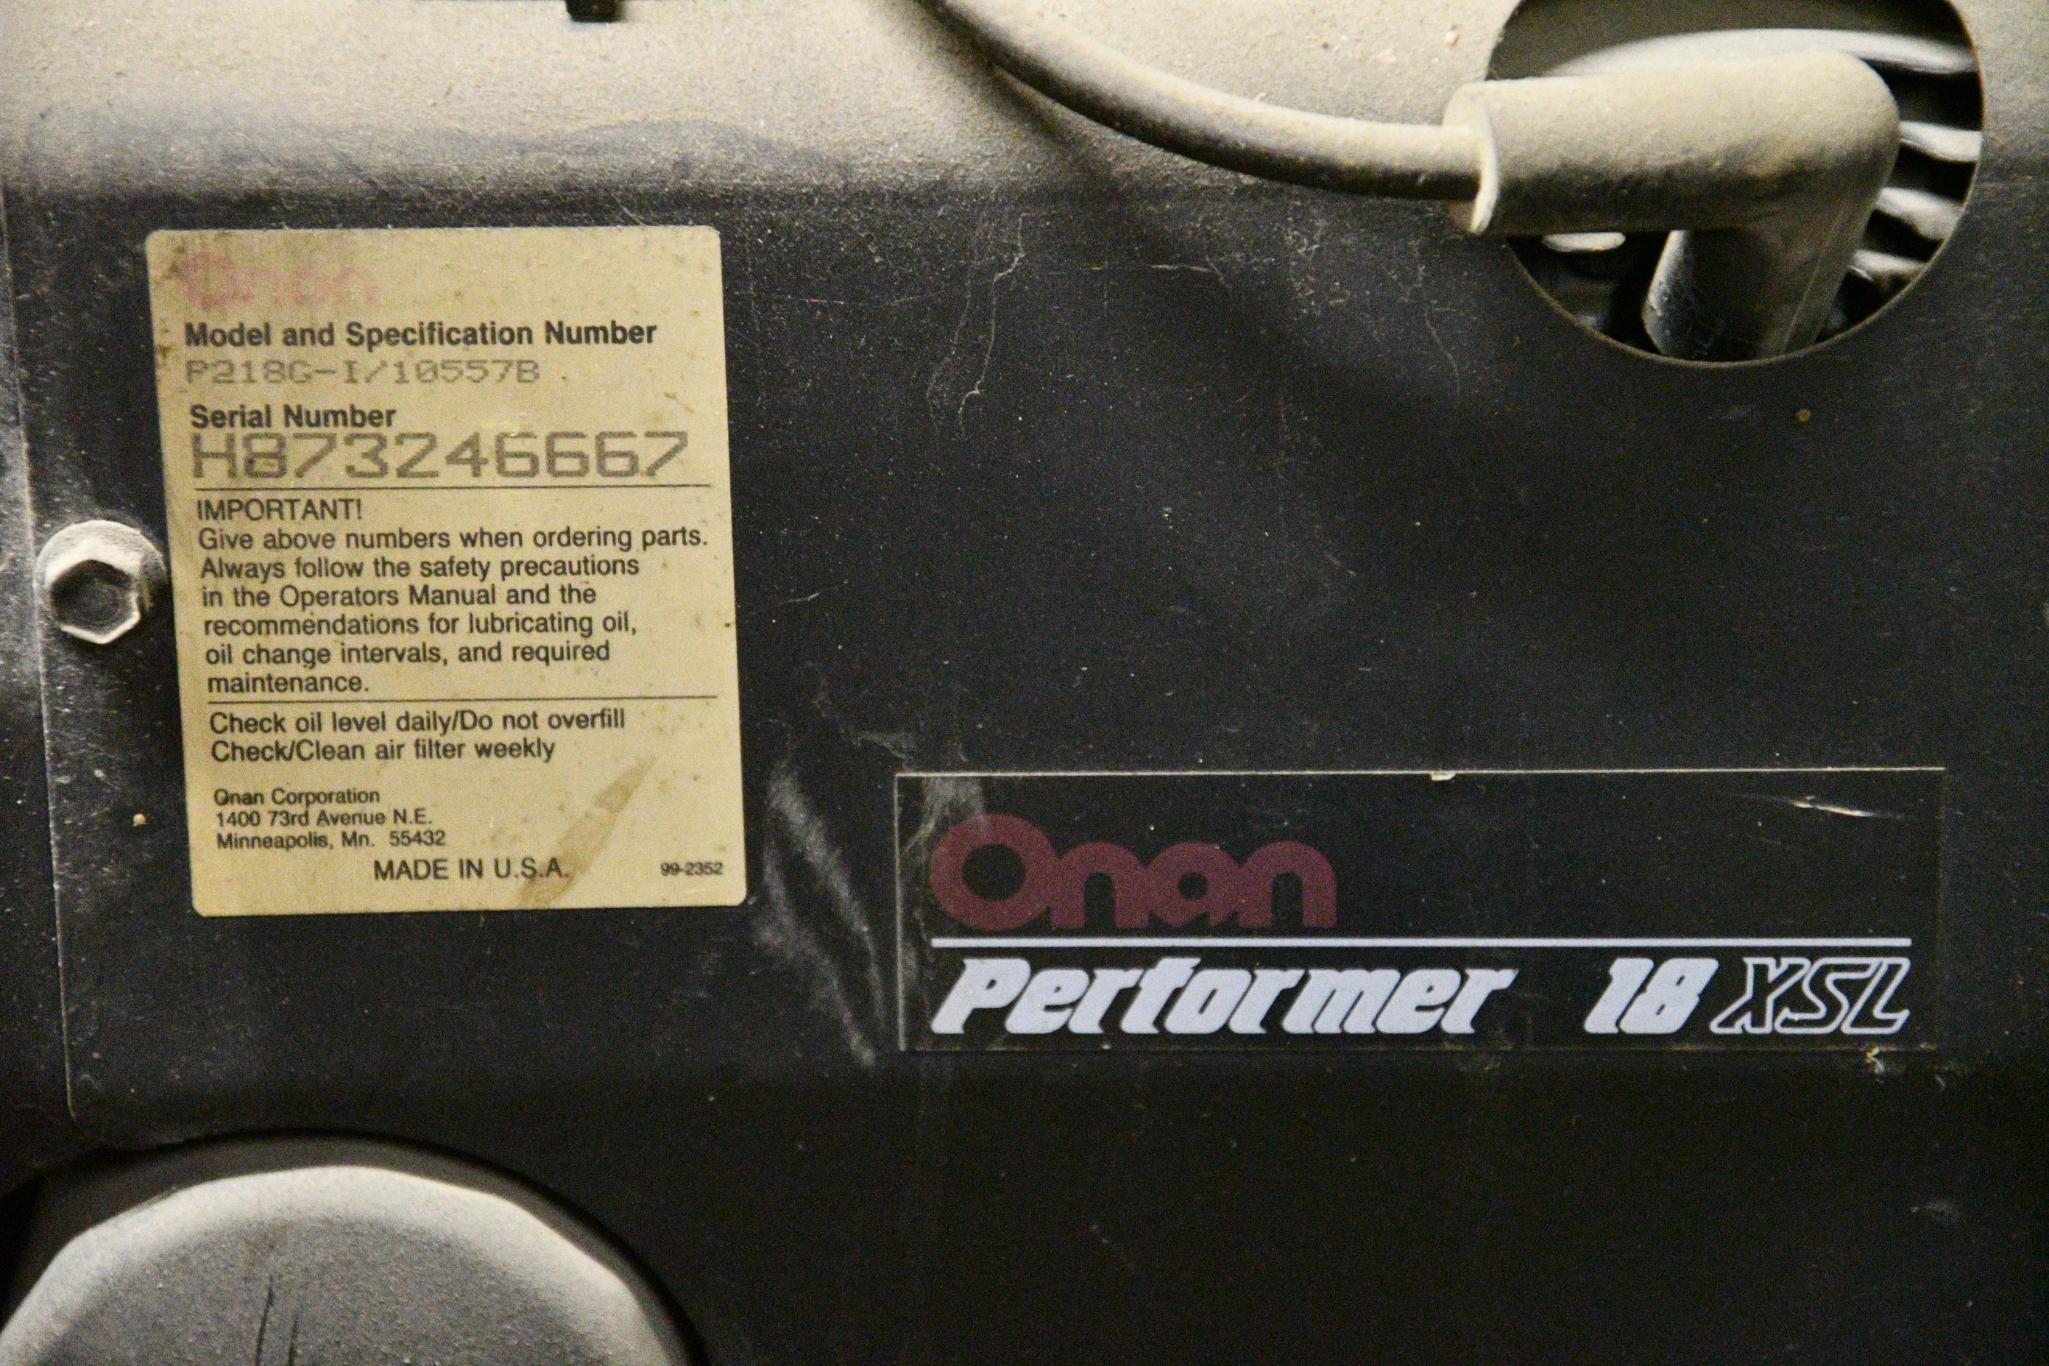 Onan
Model and Specification Number
P218G-I/10557B
Serial Number
H873246667
IMPORTANT!
Give above numbers when ordering parts.
Always follow the safety precautions
in the Operators Manual and the
recommendations for lubricating oil,
oil change intervals, and required
maintenance.
Check oil level daily/Do not overfill
Check/Clean air filter weekly
Onan Corporation
1400 73rd Avenue N.E.
Minneapolis, Mn. 55432
MADE IN U.S.A.
99-2352
Onan
Performer 18 XSL